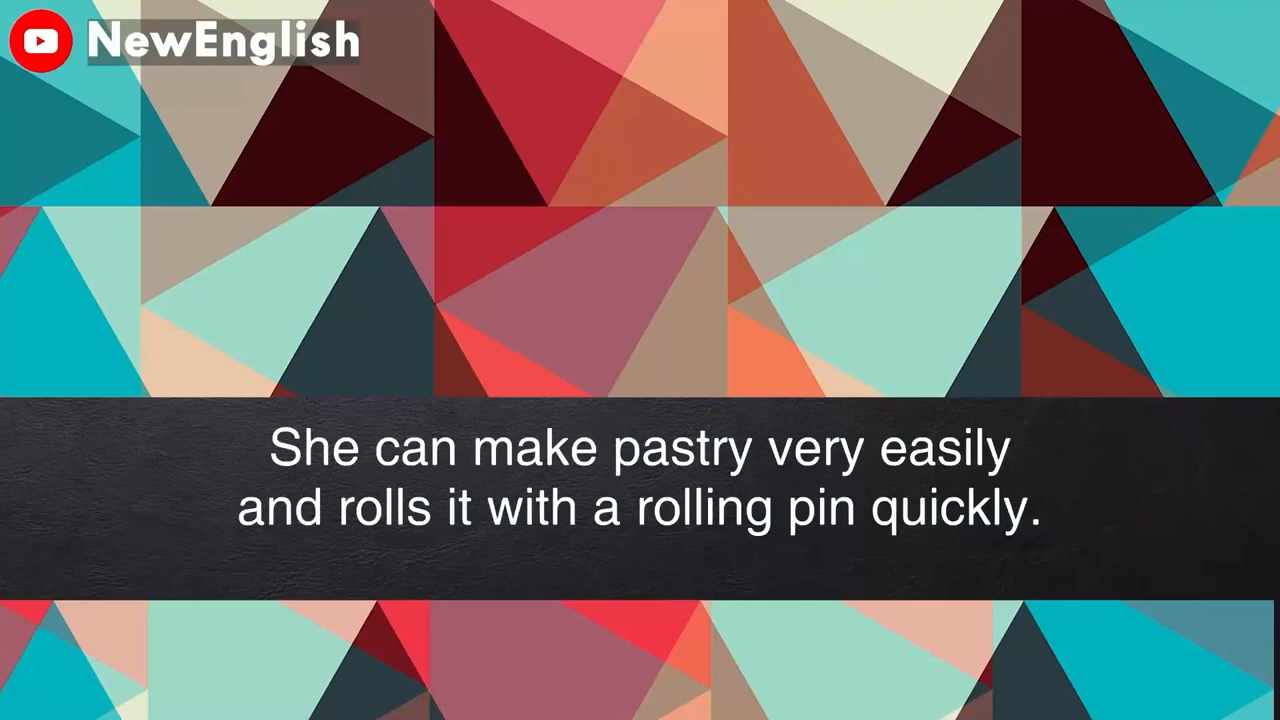 NewEnglish
She can make pastry very easily
and rolls it with a rolling pin quickly.